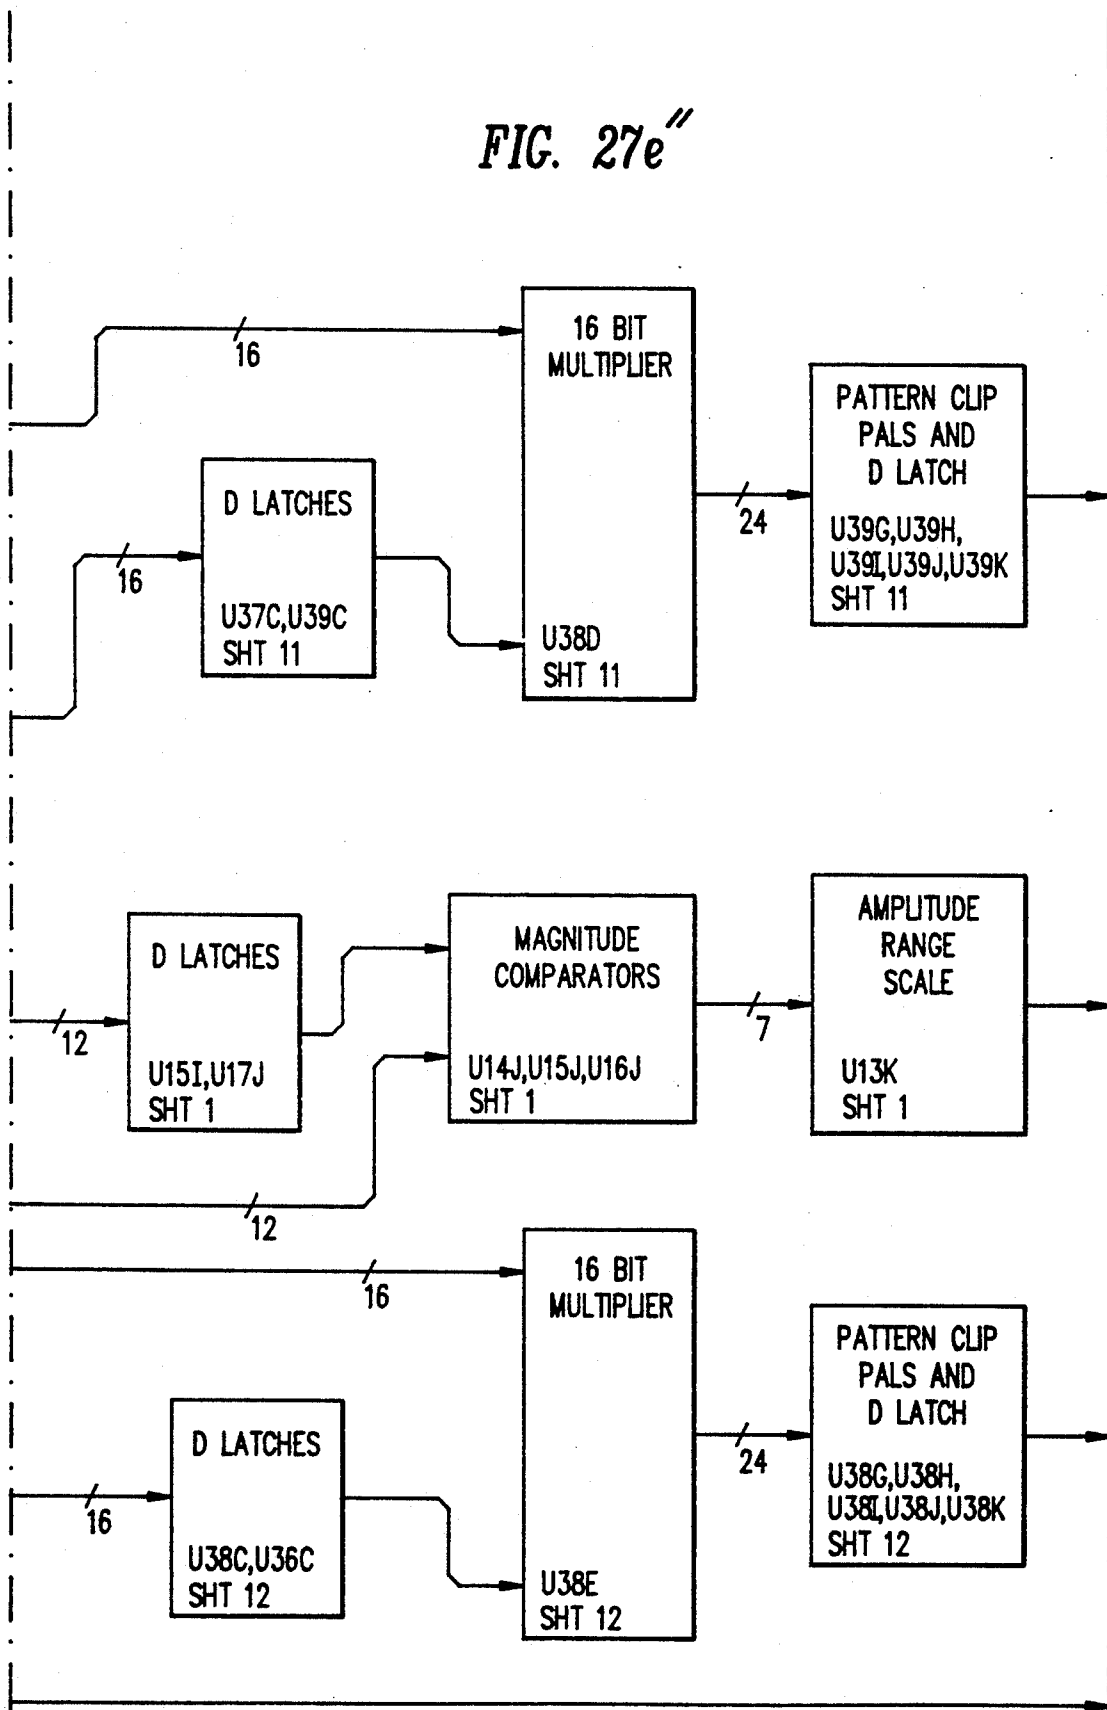 FIG. 27e″
16
16 BIT
MULTIPLIER
U38D
SHT 11
PATTERN CLIP
PALS AND
D LATCH
U39G,U39H,
U39I,U39J,U39K
SHT 11
24
16
D LATCHES
U37C,U39C
SHT 11
12
D LATCHES
U15I,U17J
SHT 1
MAGNITUDE
COMPARATORS
U14J,U15J,U16J
SHT 1
7
AMPLITUDE
RANGE
SCALE
U13K
SHT 1
12
16
16 BIT
MULTIPLIER
U38E
SHT 12
24
PATTERN CLIP
PALS AND
D LATCH
U38G,U38H,
U38I,U38J,U38K
SHT 12
16
D LATCHES
U38C,U36C
SHT 12